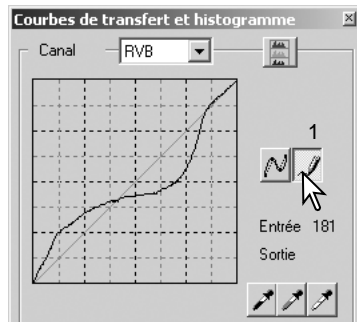 Courbes de transfert et histogramme
Canal RVB
1
Entrée 181
Sortie